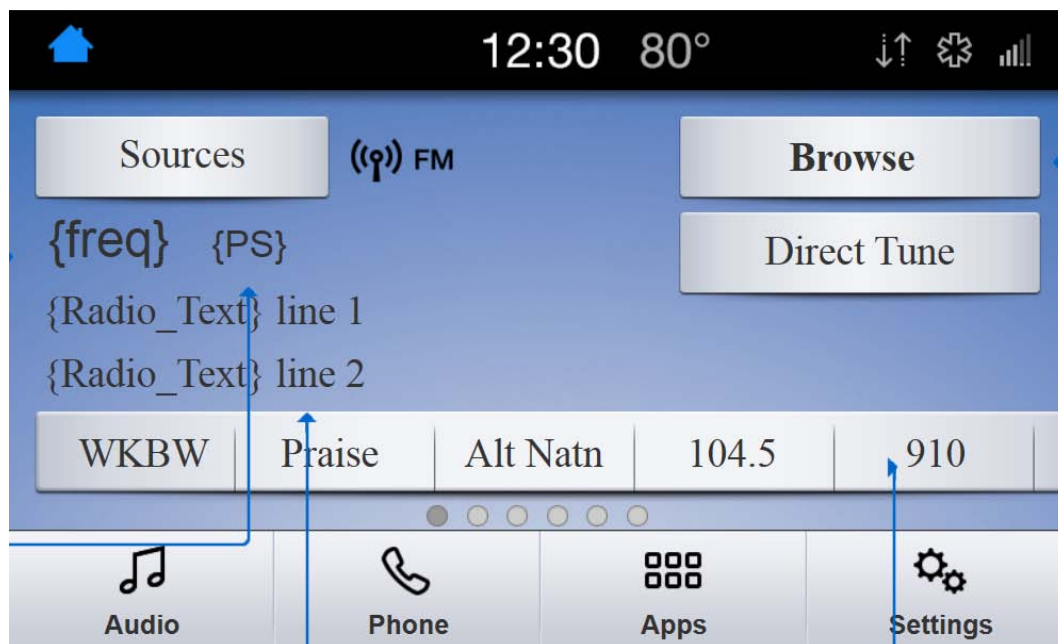 12:30 80°
Sources FM Browse
{freq} {PS} Direct Tune
{Radio_Text} line 1
{Radio_Text} line 2
WKBW Praise Alt Natn 104.5 910
Audio Phone Apps Settings